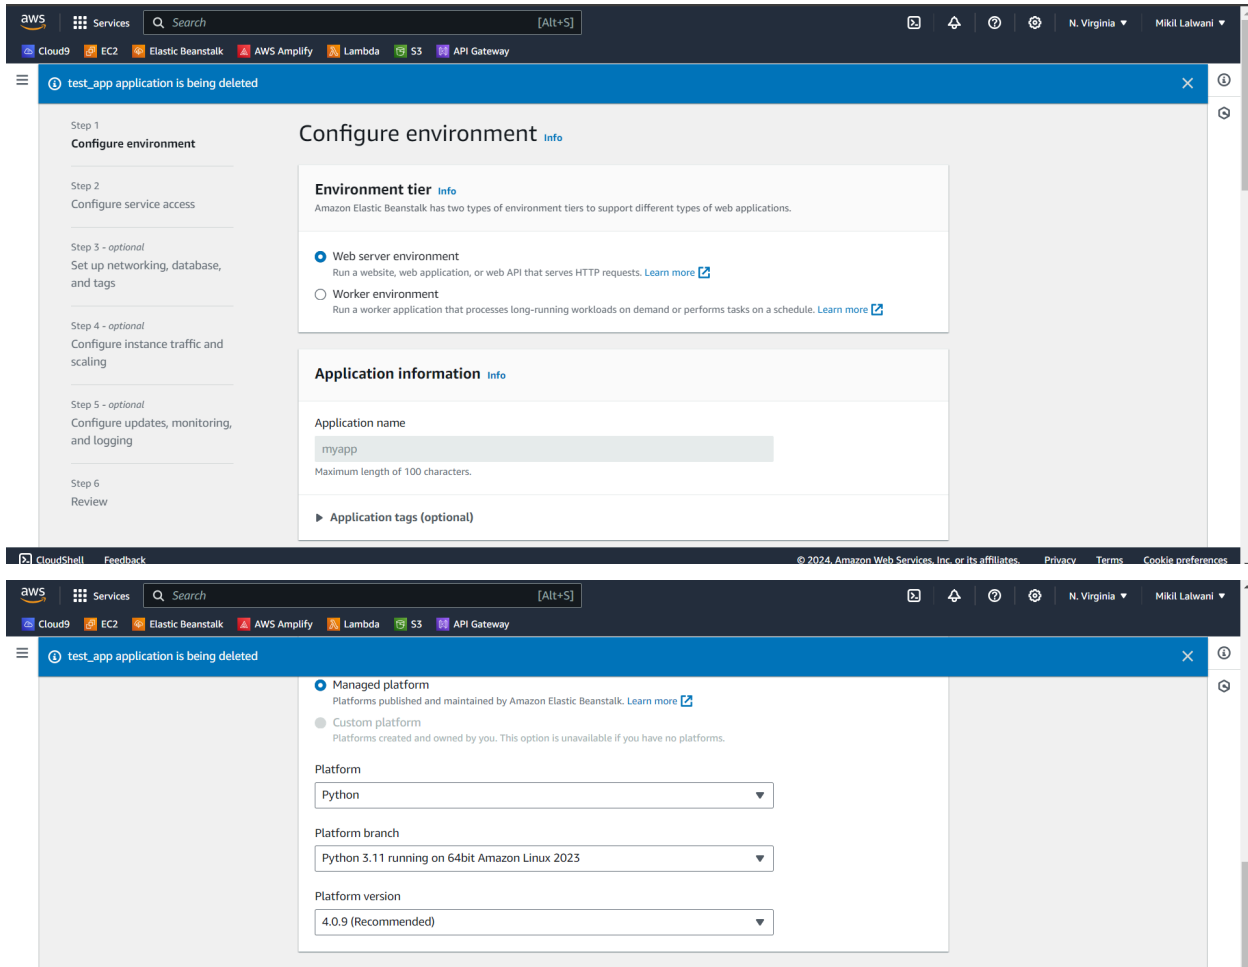 aws Services Search [Alt+S] N. Virginia ▼ Mikil Lalwani ▼
Cloud9 EC2 Elastic Beanstalk AWS Amplify Lambda S3 API Gateway
test_app application is being deleted
Step 1
Configure environment
Step 2
Configure service access
Step 3 - optional
Set up networking, database,
and tags
Step 4 - optional
Configure instance traffic and
scaling
Step 5 - optional
Configure updates, monitoring,
and logging
Step 6
Review
Configure environment Info
Environment tier Info
Amazon Elastic Beanstalk has two types of environment tiers to support different types of web applications.
Web server environment
Run a website, web application, or web API that serves HTTP requests. Learn more
Worker environment
Run a worker application that processes long-running workloads on demand or performs tasks on a schedule. Learn more
Application information Info
Application name
myapp
Maximum length of 100 characters.
Application tags (optional)
CloudShell Feedback © 2024, Amazon Web Services, Inc. or its affiliates. Privacy Terms Cookie preferences
aws Services Search [Alt+S] N. Virginia ▼ Mikil Lalwani ▼
Cloud9 EC2 Elastic Beanstalk AWS Amplify Lambda S3 API Gateway
test_app application is being deleted
Managed platform
Platforms published and maintained by Amazon Elastic Beanstalk. Learn more
Custom platform
Platforms created and owned by you. This option is unavailable if you have no platforms.
Platform
Python
Platform branch
Python 3.11 running on 64bit Amazon Linux 2023
Platform version
4.0.9 (Recommended)